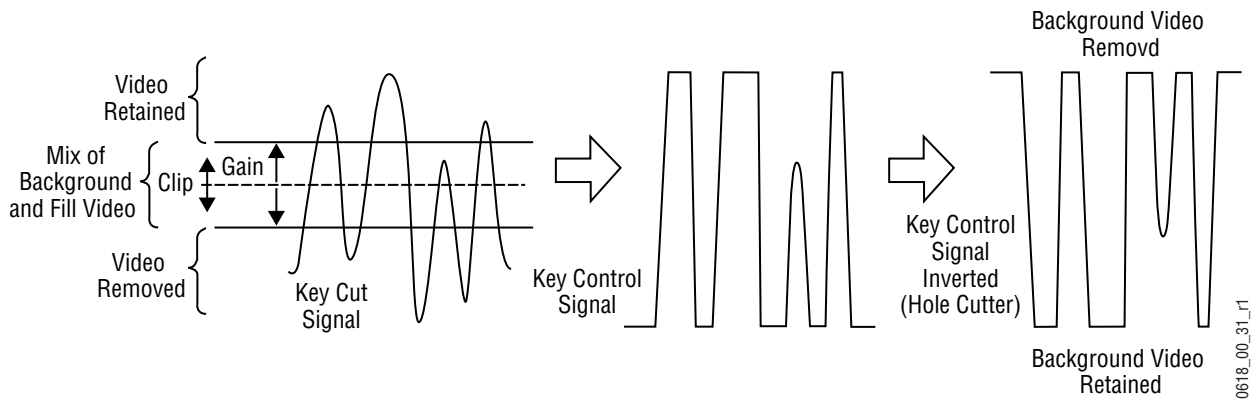 Video
Retained
Mix of
Background
and Fill Video
Clip
Gain
Video
Removed
Key Cut
Signal
Key Control
Signal
Background Video
Removd
Key Control
Signal
Inverted
(Hole Cutter)
Background Video
Retained
0618_00_31_r1